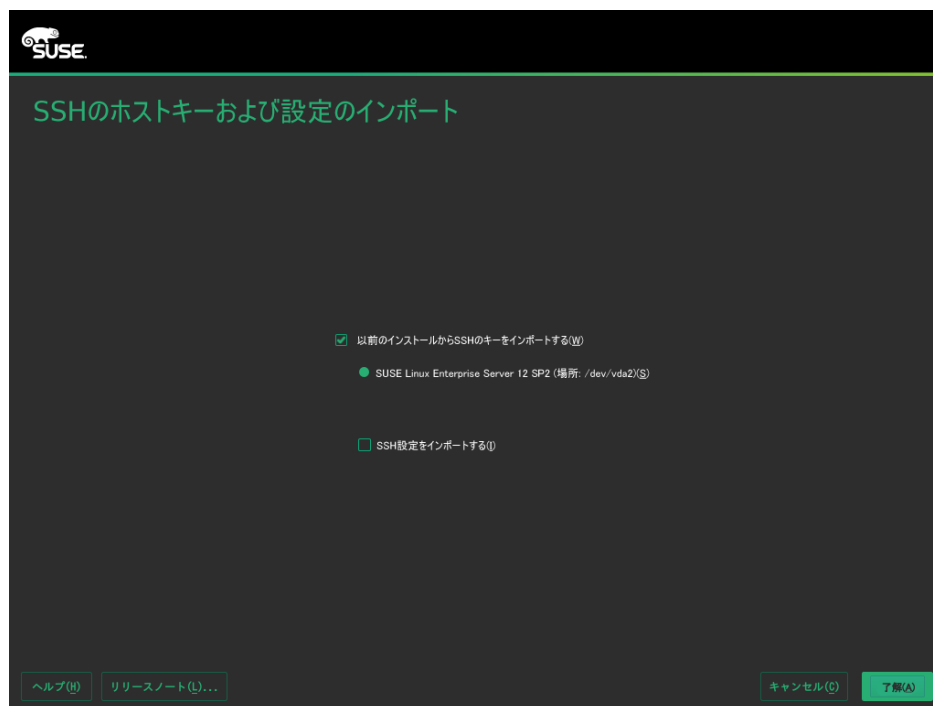 SUSE.
SSHのホストキーおよび設定のインポート
以前のインストールからSSHのキーをインポートする(W)
SUSE Linux Enterprise Server 12 SP2 (場所: /dev/vda2)(S)
SSH設定をインポートする(I)
ヘルプ(H) リリースノート(L)... キャンセル(C) 了解(A)